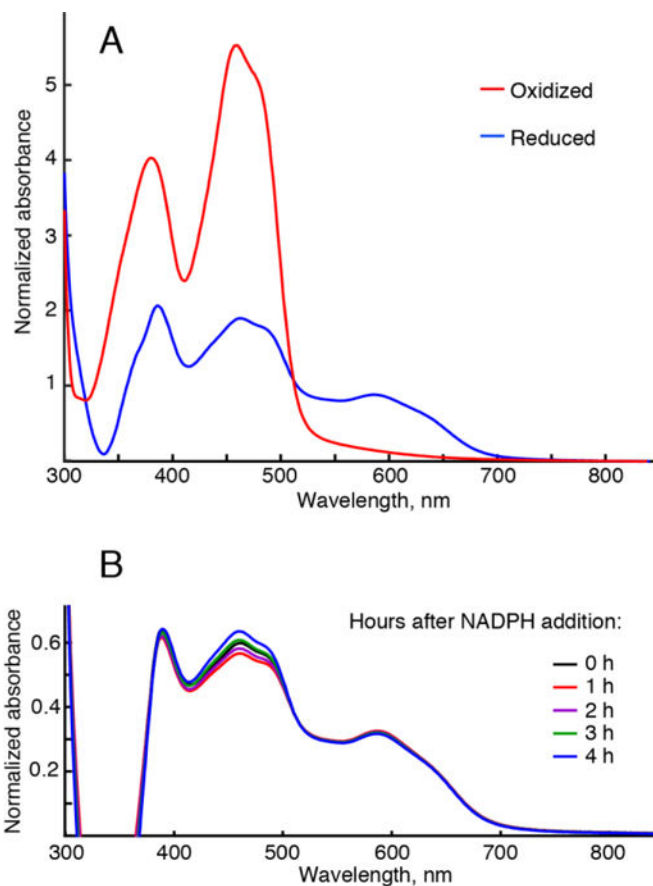 A
Normalized absorbance
5
4
3
2
1
Oxidized
Reduced
300 400 500 600 700 800
Wavelength, nm
B
Normalized absorbance
0.6
0.4
0.2
Hours after NADPH addition:
0 h
1 h
2 h
3 h
4 h
300 400 500 600 700 800
Wavelength, nm